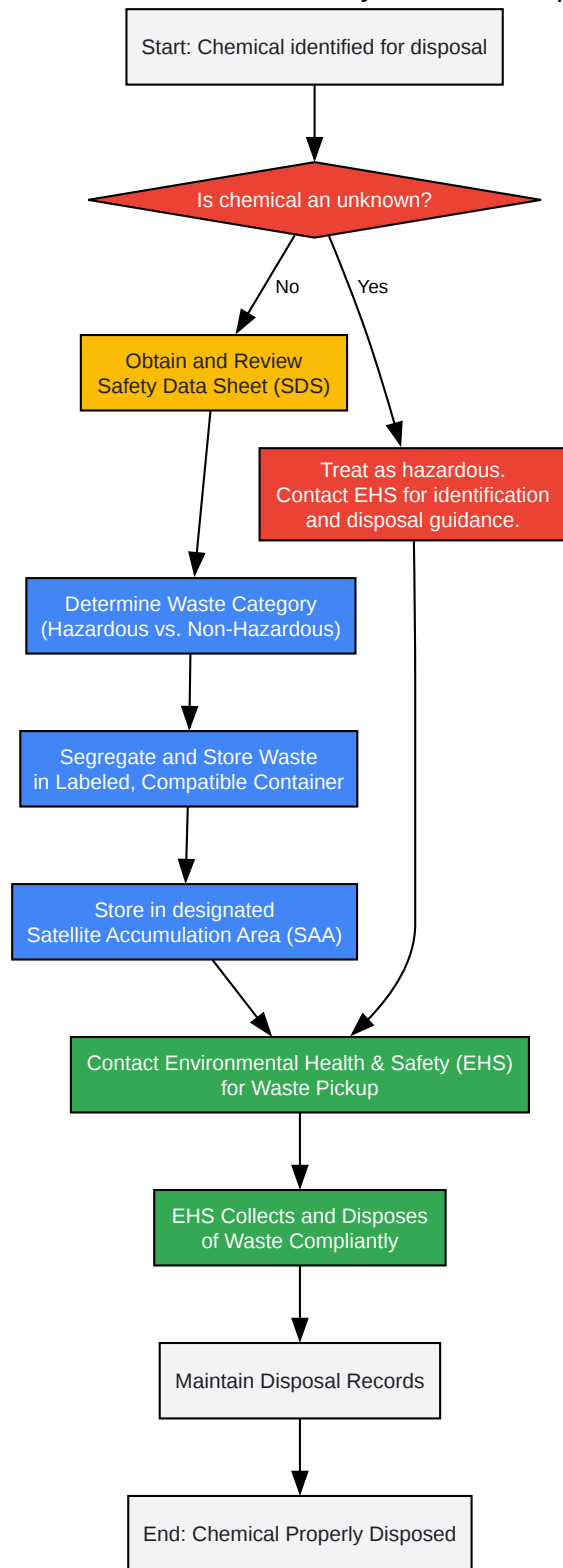 Start: Chemical identified for disposal
Is chemical an unknown?
No
Yes
Obtain and Review
Safety Data Sheet (SDS)
Treat as hazardous.
Contact EHS for identification
and disposal guidance.
Determine Waste Category
(Hazardous vs. Non-Hazardous)
Segregate and Store Waste
in Labeled, Compatible Container
Store in designated
Satellite Accumulation Area (SAA)
Contact Environmental Health & Safety (EHS)
for Waste Pickup
EHS Collects and Disposes
of Waste Compliantly
Maintain Disposal Records
End: Chemical Properly Disposed